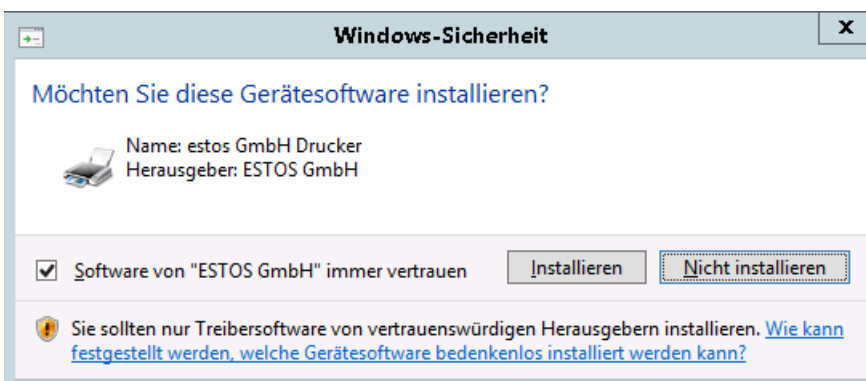 Windows-Sicherheit
x
Möchten Sie diese Gerätesoftware installieren?
Name: estos GmbH Drucker
Herausgeber: ESTOS GmbH
Software von "ESTOS GmbH" immer vertrauen
Installieren
Nicht installieren
Sie sollten nur Treibersoftware von vertrauenswürdigen Herausgebern installieren. Wie kann
festgestellt werden, welche Gerätesoftware bedenkenlos installiert werden kann?